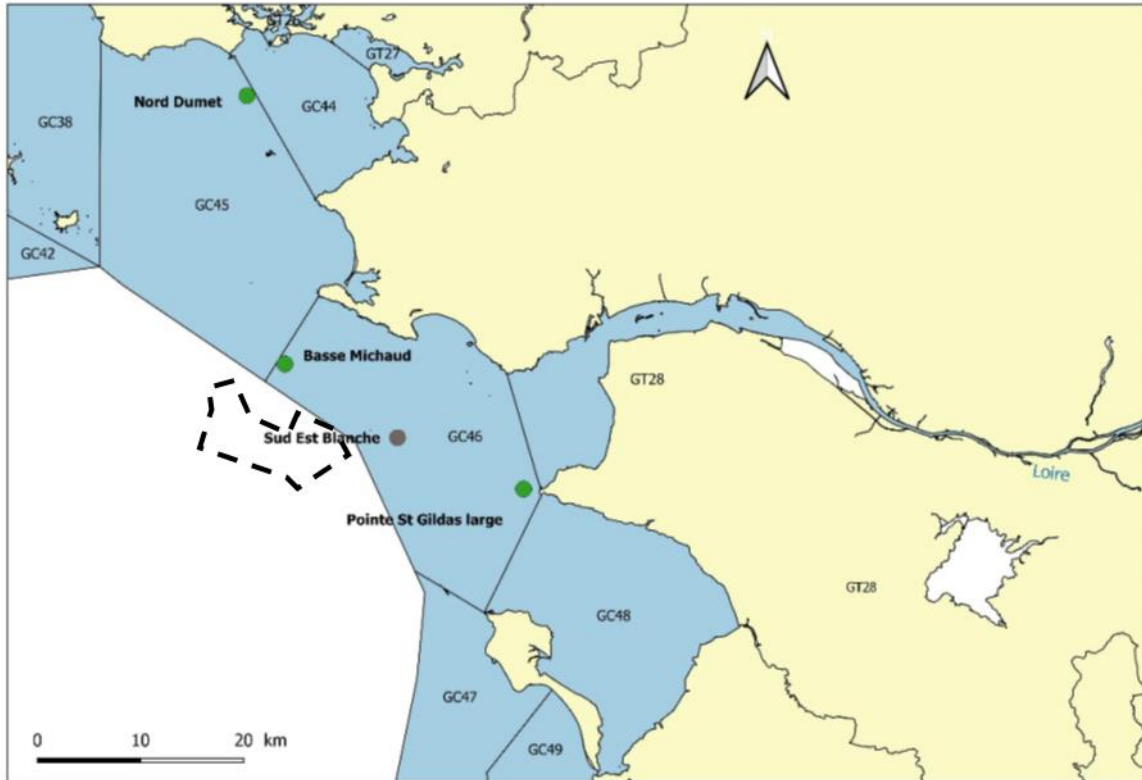 GT26
GT27
Nord Dumet
GC44
GC38
GC45
GC42
Basse Michaud
GT28
Sud Est Blanche
GC46
Loire
Pointe St Gildas large
GT28
GC48
GC47
GC49
0 10 20 km